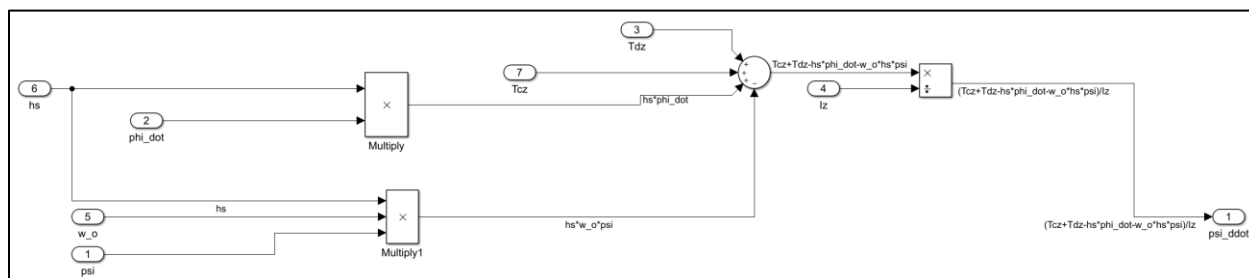 3
Tdz
6
hs
7
Tcz
Tcz+Tdz-hs*phi_dot-w_o*hs*psi
4
Iz
(Tcz+Tdz-hs*phi_dot-w_o*hs*psi)/Iz
hs*phi_dot
2
phi_dot
Multiply
hs
5
w_o
1
psi
Multiply1
hs*w_o*psi
(Tcz+Tdz-hs*phi_dot-w_o*hs*psi)/Iz
1
psi_ddot